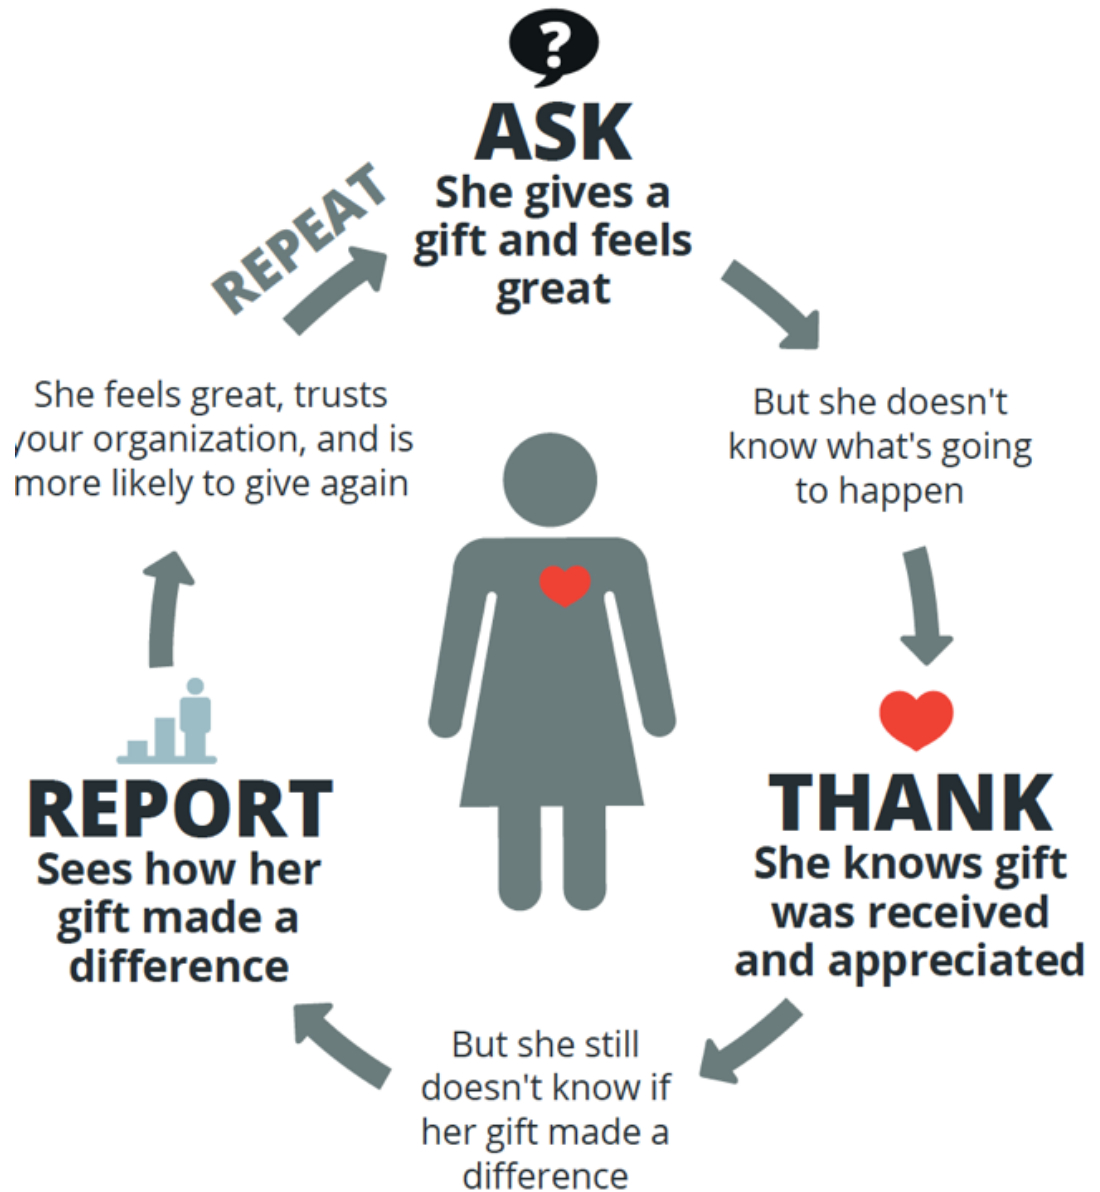 ?
ASK
She gives a
gift and feels
great
But she doesn't
know what's going
to happen
THANK
She knows gift
was received
and appreciated
But she still
doesn't know if
her gift made a
difference
REPORT
Sees how her
gift made a
difference
She feels great, trusts
your organization, and is
more likely to give again
REPEAT